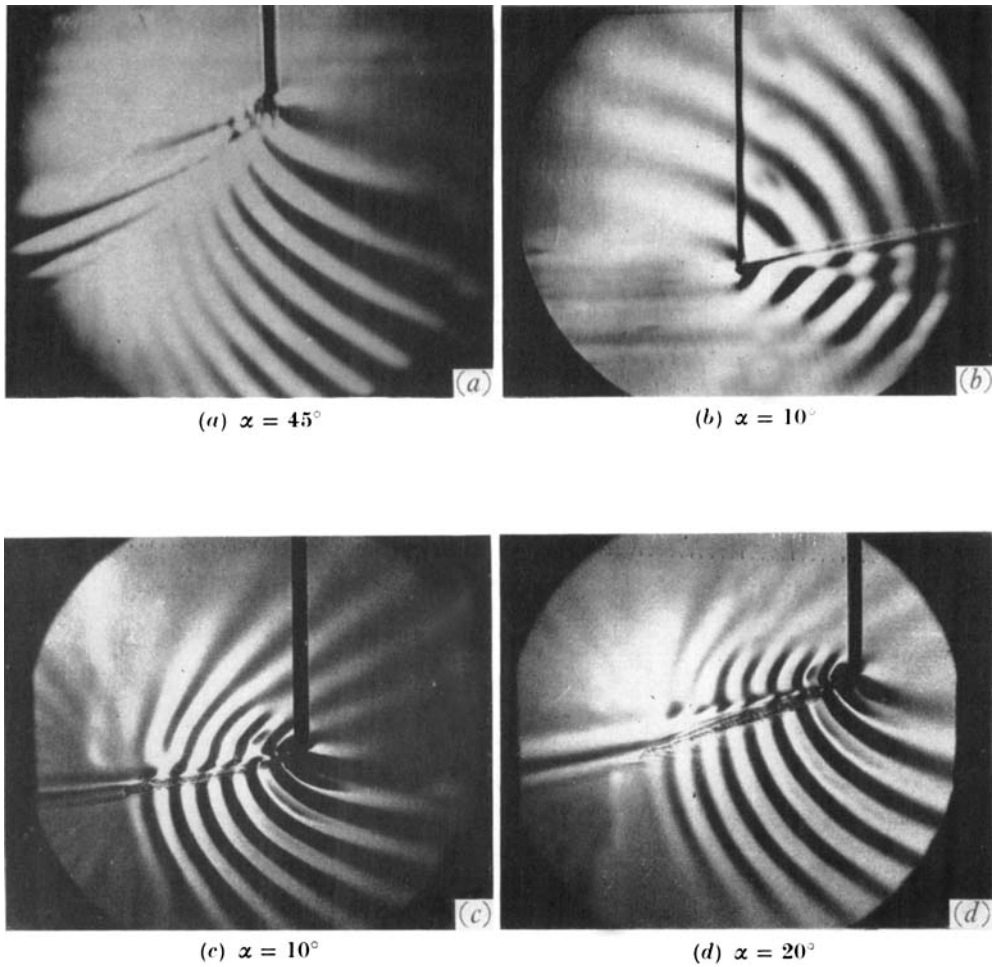 (a)
(b)
(a) α = 45°
(b) α = 10°
(c)
(d)
(c) α = 10°
(d) α = 20°